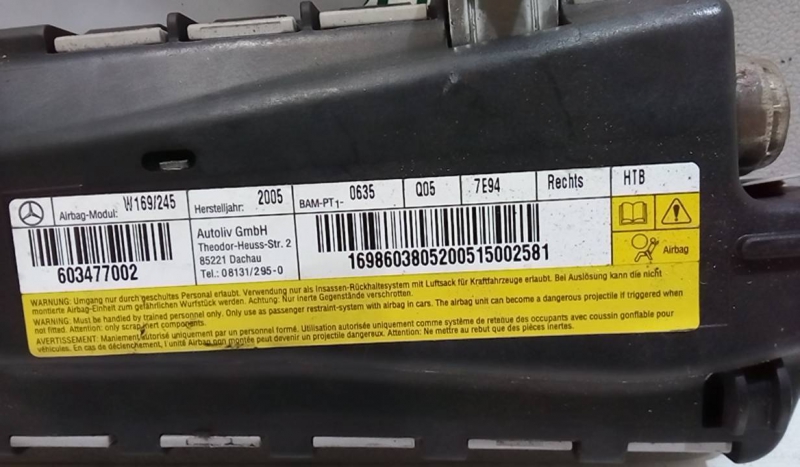 Airbag-Modul: W169/245 Herstelljahr: 2005 BAM-PT1- 0635 Q05 7E94 Rechts HTB
603477002
Autoliv GmbH
Theodor-Heuss-Str. 2
85221 Dachau
Tel.: 08131/295-0
1698603805200515002581
Airbag
WARNUNG: Umgang nur durch geschultes Personal erlaubt. Verwendung nur als Insassen-Rückhaltesystem mit Luftsack für Kraftfahrzeuge erlaubt. Bei Auslösung kann die nicht
montierte Airbag-Einheit zum gefährlichen Wurfstück werden. Achtung: Nur inerte Gegenstände verschrotten.
WARNING: Must be handled by trained personnel only. Only use as passenger restraint-system with airbag in cars. The airbag unit can become a dangerous projectile if triggered when
not fitted. Attention: only scrap inert components.
AVERTISSEMENT: Maniement autorisé uniquement par un personnel formé. Utilisation autorisée uniquement comme système de retenue des occupants avec coussin gonflable pour
véhicules. En cas de déclenchement, l unité Airbag non montée peut devenir un projectile dangereux. Attention: Ne mettre au rebut que des pièces inertes.